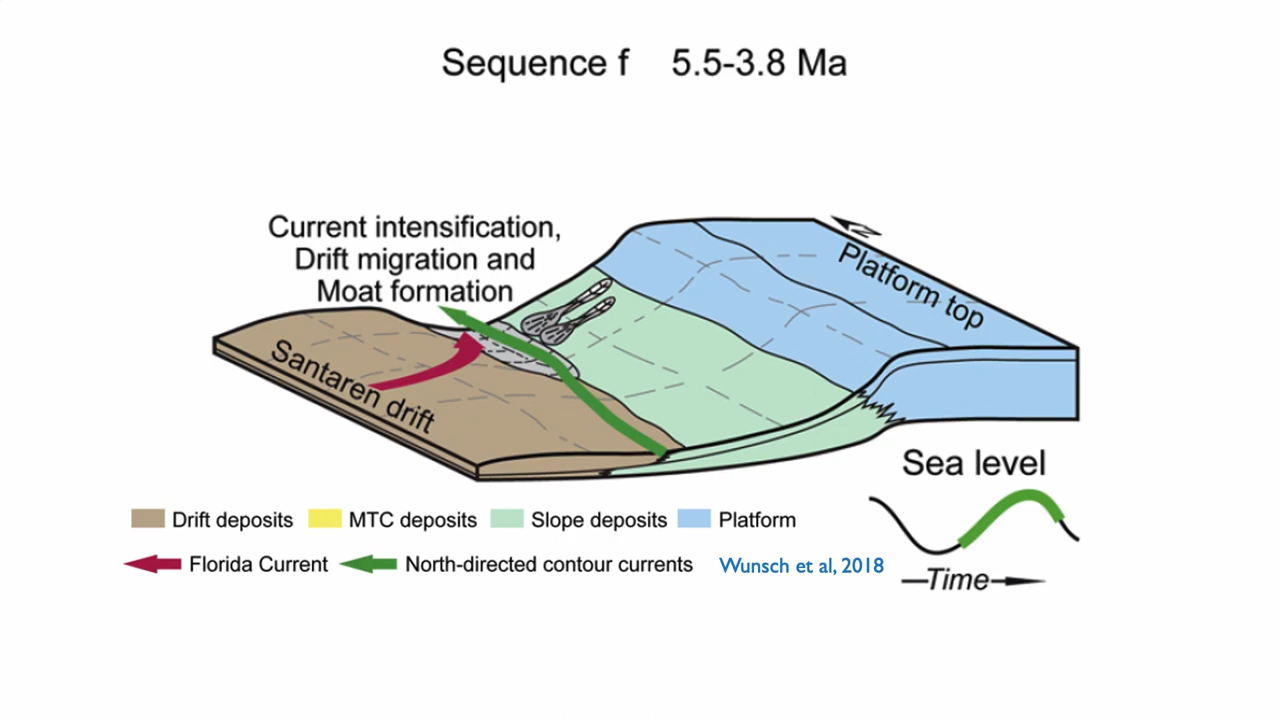 Sequence f 5.5-3.8 Ma
Current intensification,
Drift migration and
Moat formation
N
Platform top
Santaren drift
Sea level
Drift deposits MTC deposits Slope deposits Platform
Florida Current North-directed contour currents Wunsch et al, 2018
Time